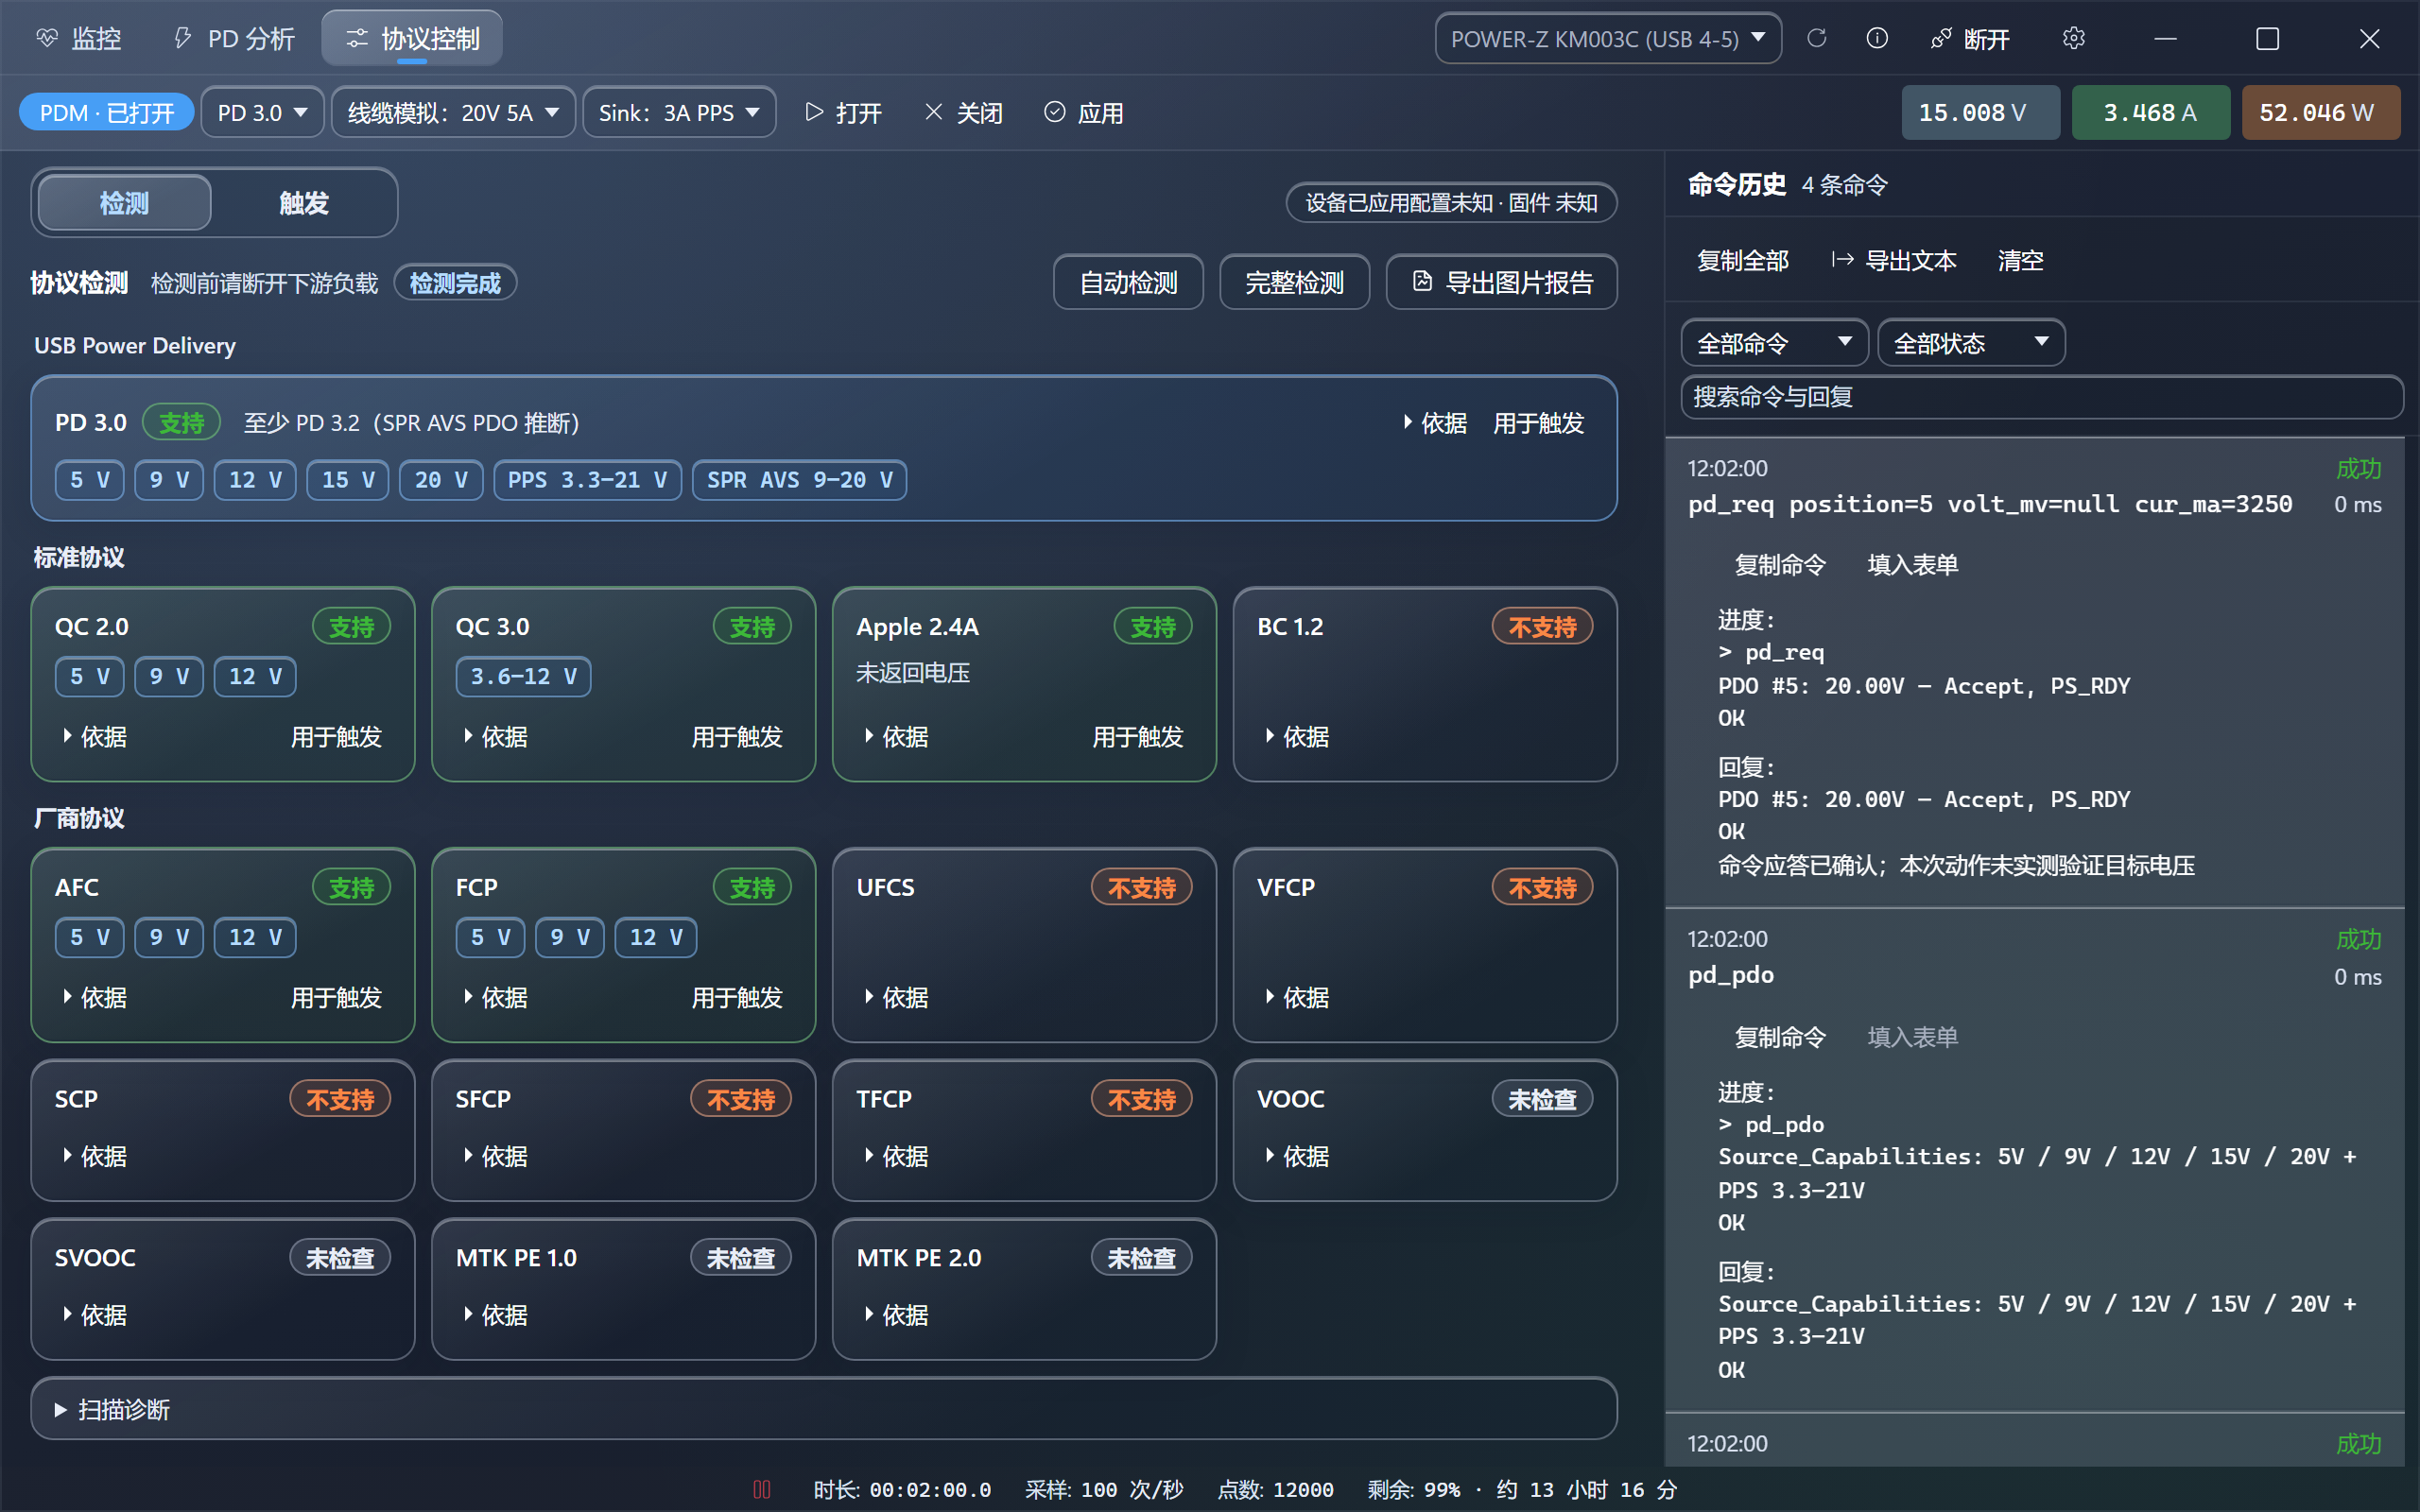 监控
PD 分析
协议控制
POWER-Z KM003C (USB 4-5)
断开
PDM · 已打开
PD 3.0
线缆模拟：20V 5A
Sink：3A PPS
打开
关闭
应用
15.008 V
3.468 A
52.046 W
检测
触发
设备已应用配置未知 · 固件 未知
协议检测 检测前请断开下游负载 检测完成
自动检测
完整检测
导出图片报告
USB Power Delivery
PD 3.0 支持 至少 PD 3.2（SPR AVS PDO 推断）
依据 用于触发
5 V 9 V 12 V 15 V 20 V PPS 3.3–21 V SPR AVS 9–20 V
标准协议
QC 2.0 支持
5 V 9 V 12 V
依据 用于触发
QC 3.0 支持
3.6–12 V
依据 用于触发
Apple 2.4A 支持
未返回电压
依据 用于触发
BC 1.2 不支持
依据
厂商协议
AFC 支持
5 V 9 V 12 V
依据 用于触发
FCP 支持
5 V 9 V 12 V
依据 用于触发
UFCS 不支持
依据
VFCP 不支持
依据
SCP 不支持
依据
SFCP 不支持
依据
TFCP 不支持
依据
VOOC 未检查
依据
SVOOC 未检查
依据
MTK PE 1.0 未检查
依据
MTK PE 2.0 未检查
依据
扫描诊断
命令历史 4 条命令
复制全部 导出文本 清空
全部命令 全部状态
搜索命令与回复
12:02:00 成功
pd_req position=5 volt_mv=null cur_ma=3250 0 ms
复制命令 填入表单
进度:
> pd_req
PDO #5: 20.00V — Accept, PS_RDY
OK
回复:
PDO #5: 20.00V — Accept, PS_RDY
OK
命令应答已确认；本次动作未实测验证目标电压
12:02:00 成功
pd_pdo 0 ms
复制命令 填入表单
进度:
> pd_pdo
Source_Capabilities: 5V / 9V / 12V / 15V / 20V +
PPS 3.3–21V
OK
回复:
Source_Capabilities: 5V / 9V / 12V / 15V / 20V +
PPS 3.3–21V
OK
12:02:00 成功
时长: 00:02:00.0 采样: 100 次/秒 点数: 12000 剩余: 99% · 约 13 小时 16 分